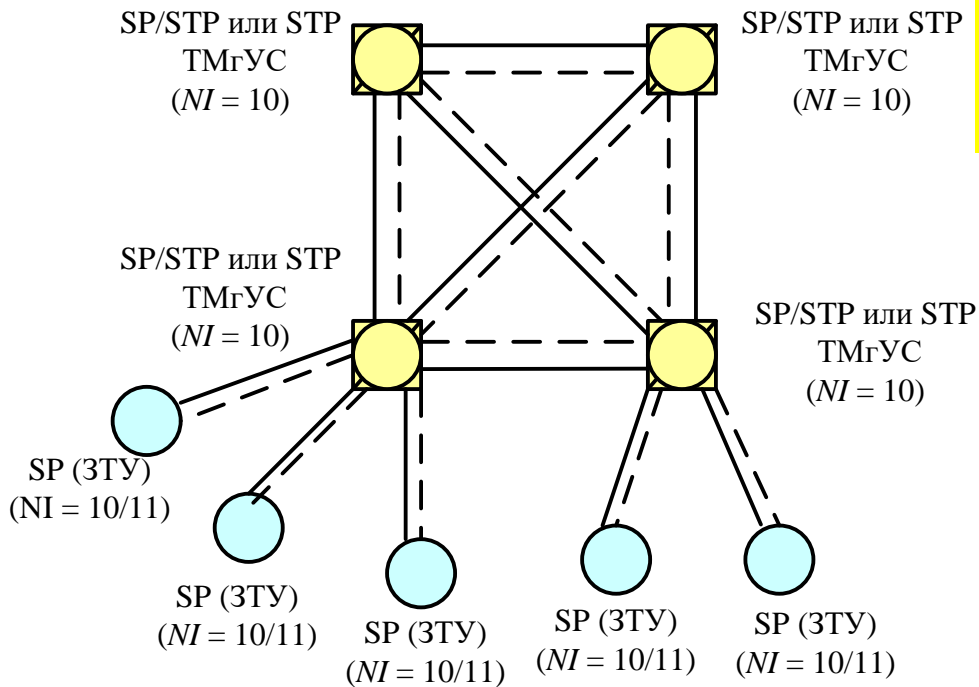 SP/STP или STP
ТМгУС
(NI = 10)
SP/STP или STP
ТМгУС
(NI = 10)
SP/STP или STP
ТМгУС
(NI = 10)
SP/STP или STP
ТМгУС
(NI = 10)
SP (ЗТУ)
(NI = 10/11)
SP (ЗТУ)
(NI = 10/11)
SP (ЗТУ)
(NI = 10/11)
SP (ЗТУ)
(NI = 10/11)
SP (ЗТУ)
(NI = 10/11)